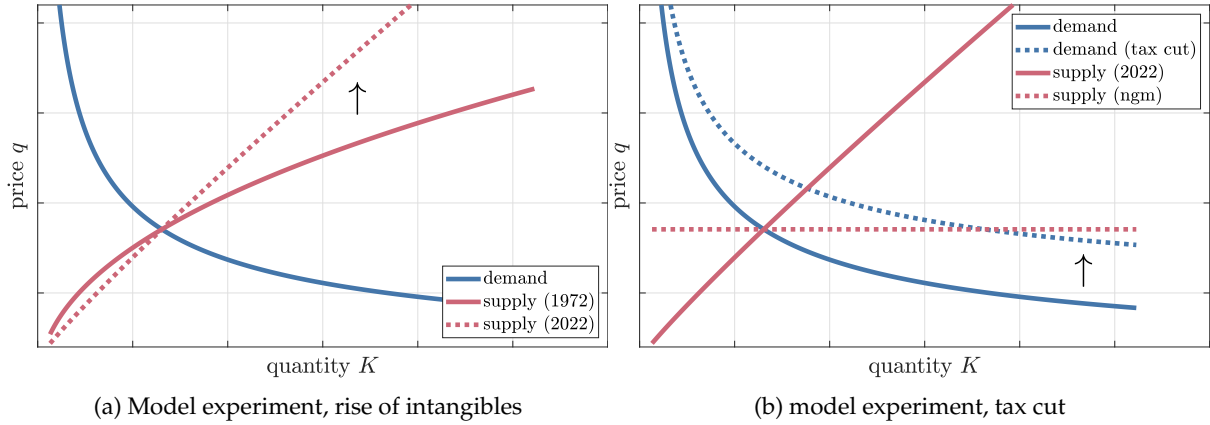 price q
demand
supply (1972)
supply (2022)
quantity K
(a) Model experiment, rise of intangibles
price q
demand
demand (tax cut)
supply (2022)
supply (ngm)
quantity K
(b) model experiment, tax cut